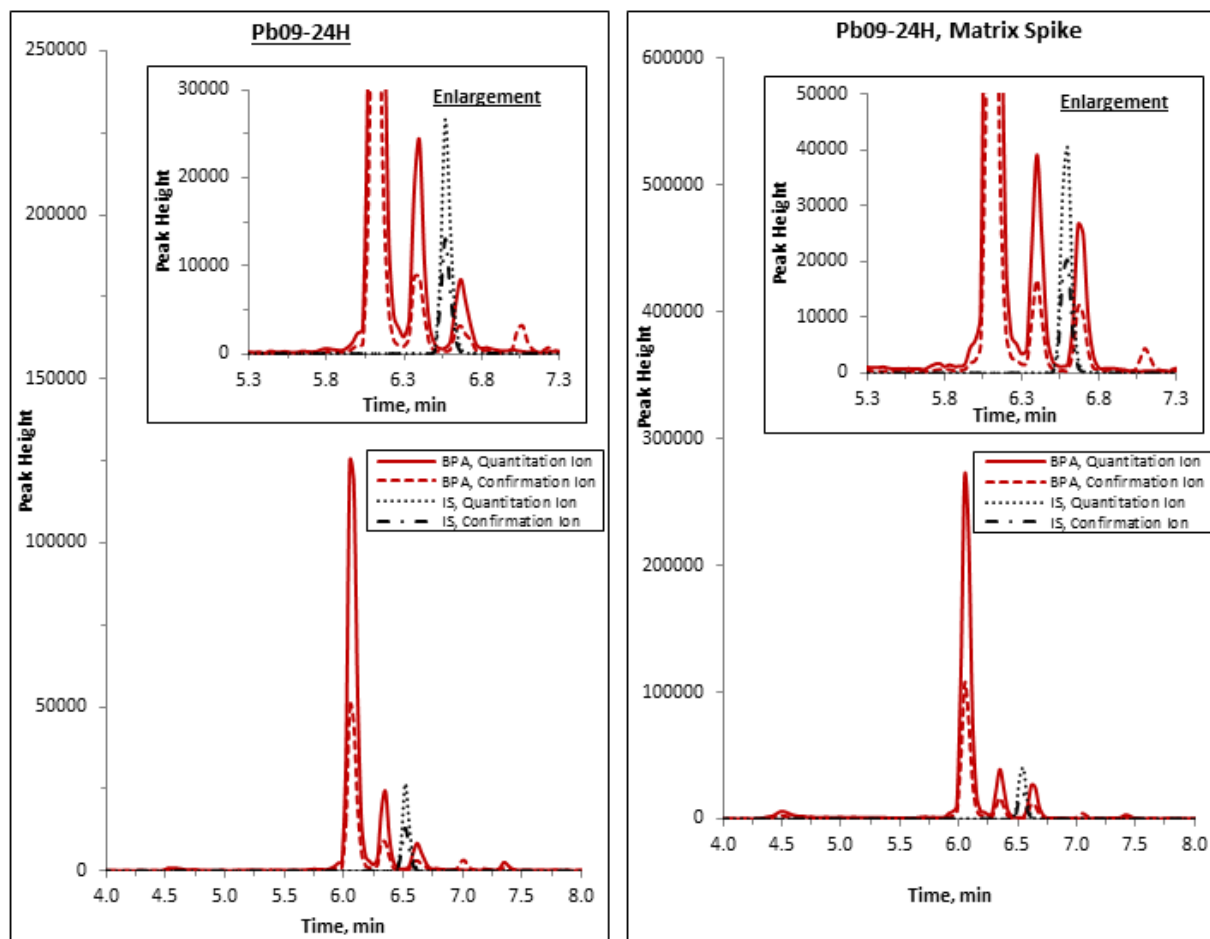 Pb09-24H
250000
200000
150000
100000
50000
0
Peak Height
4.0 4.5 5.0 5.5 6.0 6.5 7.0 7.5 8.0
Time, min
Enlargement
30000
20000
10000
0
Peak Height
5.3 5.8 6.3 6.8 7.3
Time, min
BPA, Quantitation Ion
BPA, Confirmation Ion
IS, Quantitation Ion
IS, Confirmation Ion
Pb09-24H, Matrix Spike
600000
500000
400000
300000
200000
100000
0
Peak Height
4.0 4.5 5.0 5.5 6.0 6.5 7.0 7.5 8.0
Time, min
Enlargement
50000
40000
30000
20000
10000
0
Peak Height
5.3 5.8 6.3 6.8 7.3
Time, min
BPA, Quantitation Ion
BPA, Confirmation Ion
IS, Quantitation Ion
IS, Confirmation Ion